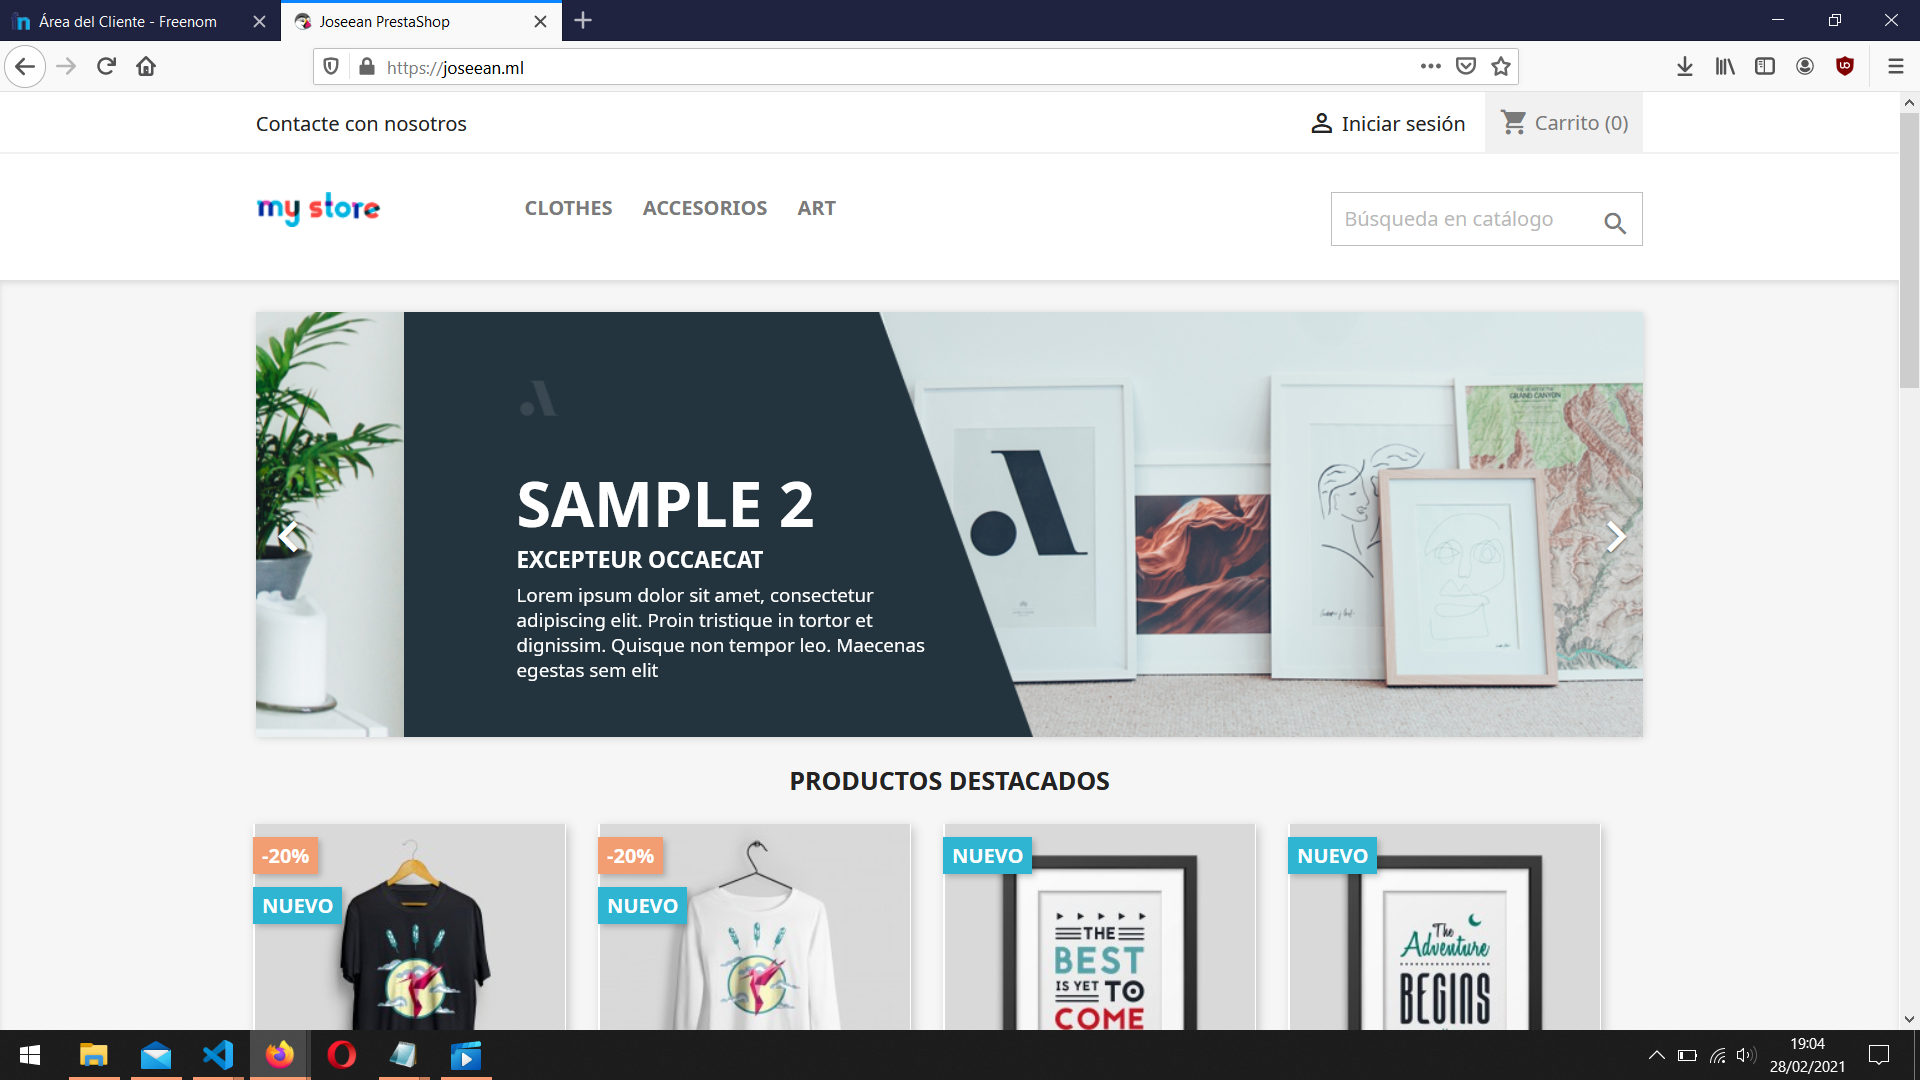 Área del Cliente - Freenom
Joseean PrestaShop
https://joseean.ml
Contacte con nosotros
Iniciar sesión
Carrito (0)
my store
CLOTHES
ACCESORIOS
ART
Búsqueda en catálogo
SAMPLE 2
EXCEPTEUR OCCAECAT
Lorem ipsum dolor sit amet, consectetur
adipiscing elit. Proin tristique in tortor et
dignissim. Quisque non tempor leo. Maecenas
egestas sem elit
GRAND CANYON
PRODUCTOS DESTACADOS
-20%
NUEVO
-20%
NUEVO
NUEVO
THE
BEST
IS YET TO
COME
NUEVO
The
Adventure
BEGINS
19:04
28/02/2021